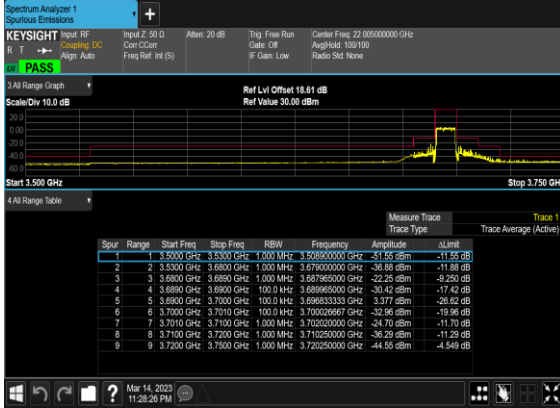 Spectrum Analyzer 1
Spurious Emissions
+
KEYSIGHT Input: RF Input Z: 50 Ω Atten: 20 dB Trig: Free Run Center Freq: 22.005000000 GHz
R T Coupling: DC Corr CCorr Gate: Off Avg|Hold: 100/100
Align: Auto Freq Ref: Int (S) IF Gain: Low Radio Std: None
LXI PASS
3 All Range Graph
Ref Lvl Offset 18.61 dB
Scale/Div 10.0 dB Ref Value 30.00 dBm
20.0
0.00
-20.0
-40.0
-60.0
Start 3.500 GHz Stop 3.750 GH
4 All Range Table
Measure Trace Trace 1
Trace Type Trace Average (Active)
Spur Range Start Freq Stop Freq RBW Frequency Amplitude ΔLimit
1 1 3.5000 GHz 3.5300 GHz 1.000 MHz 3.508900000 GHz -51.55 dBm -11.55 dB
2 2 3.5300 GHz 3.6800 GHz 1.000 MHz 3.679000000 GHz -36.88 dBm -11.88 dB
3 3 3.6800 GHz 3.6890 GHz 1.000 MHz 3.687965000 GHz -22.25 dBm -9.250 dB
4 4 3.6890 GHz 3.6900 GHz 100.0 kHz 3.689965000 GHz -30.42 dBm -17.42 dB
5 5 3.6900 GHz 3.7000 GHz 100.0 kHz 3.696833333 GHz 3.377 dBm -26.62 dB
6 6 3.7000 GHz 3.7010 GHz 100.0 kHz 3.700026667 GHz -32.96 dBm -19.96 dB
7 7 3.7010 GHz 3.7100 GHz 1.000 MHz 3.702020000 GHz -24.70 dBm -11.70 dB
8 8 3.7100 GHz 3.7200 GHz 1.000 MHz 3.710250000 GHz -36.29 dBm -11.29 dB
9 9 3.7200 GHz 3.7500 GHz 1.000 MHz 3.720250000 GHz -44.55 dBm -4.549 dB
? Mar 14, 2023
11:28:26 PM